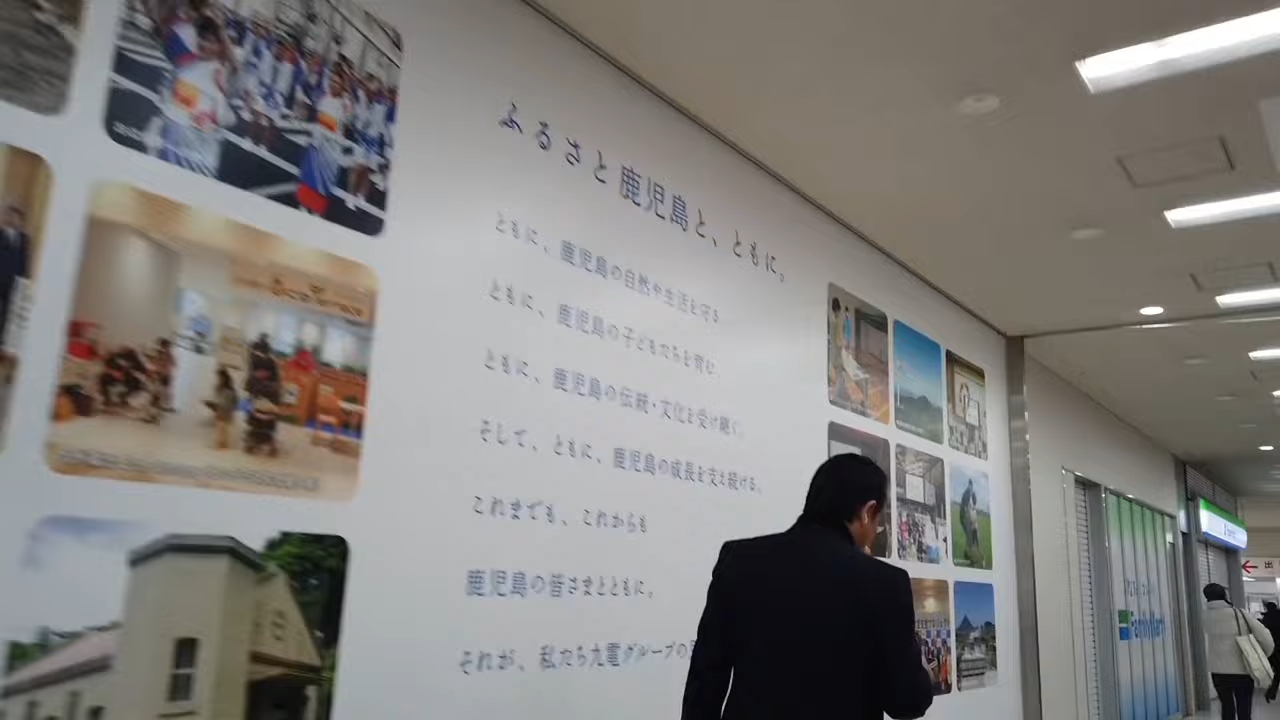 ふるさと鹿児島と、ともに。
ともに、鹿児島の自然や生活を守る
ともに、鹿児島の子どもたちを育む、
ともに、鹿児島の伝統・文化を受け継ぐ、
そして、ともに、鹿児島の成長を支え続ける。
これまでも、これからも
鹿児島の皆さまとともに。
それが、私たち九電グループの
FamilyMart
出